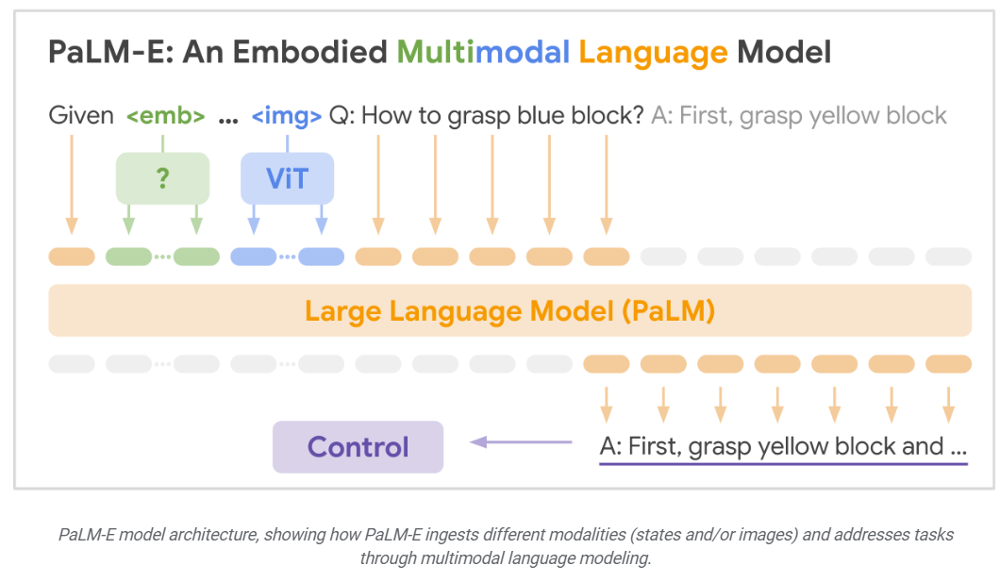 PaLM-E: An Embodied Multimodal Language Model
Given <emb> ... <img> Q: How to grasp blue block? A: First, grasp yellow block
? ViT
Large Language Model (PaLM)
Control A: First, grasp yellow block and ...
PaLM-E model architecture, showing how PaLM-E ingests different modalities (states and/or images) and addresses tasks
through multimodal language modeling.